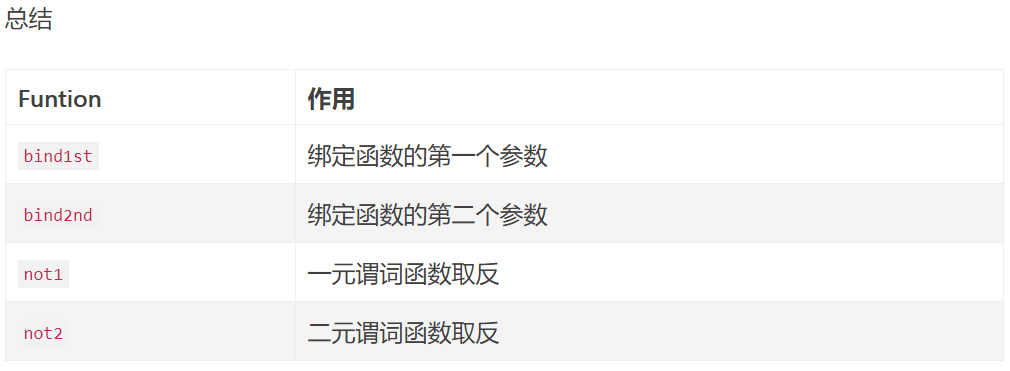 总结
Funtion 作用
bind1st 绑定函数的第一个参数
bind2nd 绑定函数的第二个参数
not1 一元谓词函数取反
not2 二元谓词函数取反